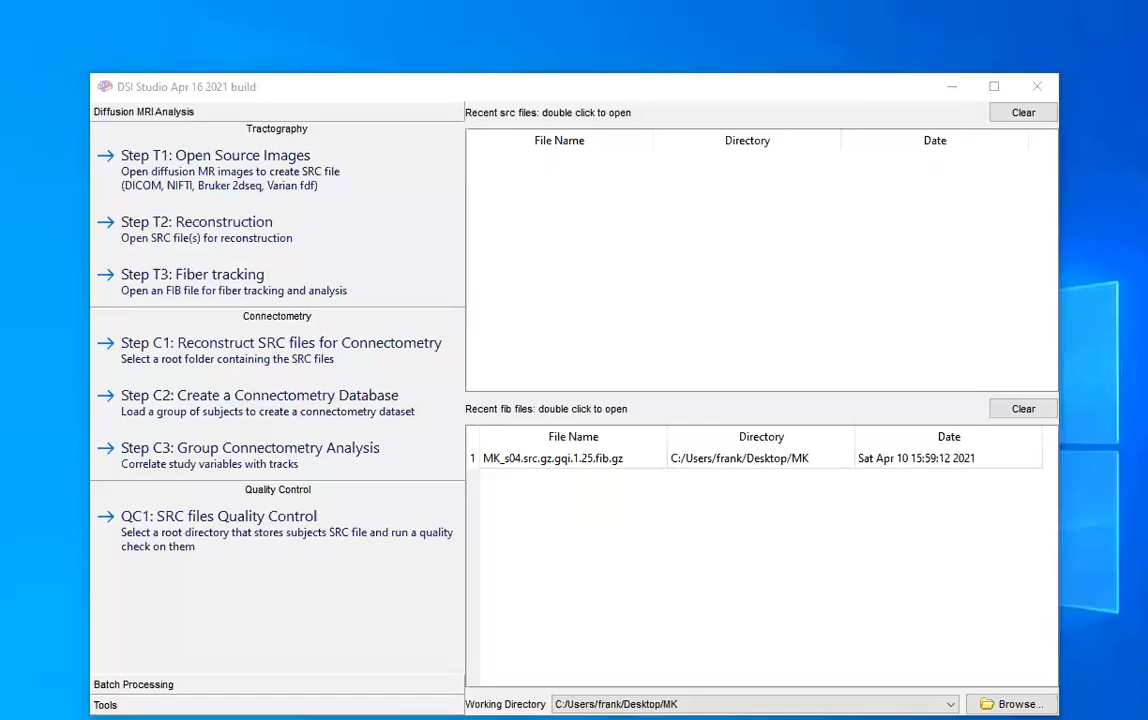 DSI Studio Apr 16 2021 build
Diffusion MRI Analysis
Tractography
Step T1: Open Source Images
Open diffusion MR images to create SRC file
(DICOM, NIFTI, Bruker 2dseq, Varian fdf)
Step T2: Reconstruction
Open SRC file(s) for reconstruction
Step T3: Fiber tracking
Open an FIB file for fiber tracking and analysis
Connectometry
Step C1: Reconstruct SRC files for Connectometry
Select a root folder containing the SRC files
Step C2: Create a Connectometry Database
Load a group of subjects to create a connectometry dataset
Step C3: Group Connectometry Analysis
Correlate study variables with tracks
Quality Control
QC1: SRC files Quality Control
Select a root directory that stores subjects SRC file and run a quality
check on them
Batch Processing
Tools
Recent src files: double click to open
Clear
File Name Directory Date
Recent fib files: double click to open
Clear
File Name Directory Date
1 MK_s04.src.gz.gqi.1.25.fib.gz C:/Users/frank/Desktop/MK Sat Apr 10 15:59:12 2021
Working Directory C:/Users/frank/Desktop/MK Browse...